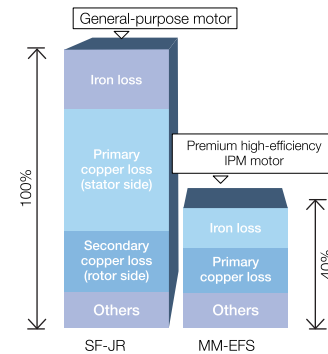 General-purpose motor
Iron loss
Primary
copper loss
(stator side)
Secondary
copper loss
(rotor side)
Others
100%
SF-JR
Premium high-efficiency
IPM motor
Iron loss
Primary
copper loss
Others
40%
MM-EFS